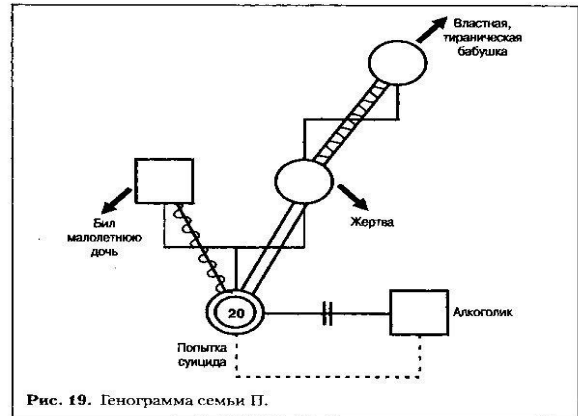 Властная,
тираническая
бабушка
Бил
малолетнюю
дочь
Жертва
20
Алкоголик
Попытка
суицида
Рис. 19. Генограмма семьи П.